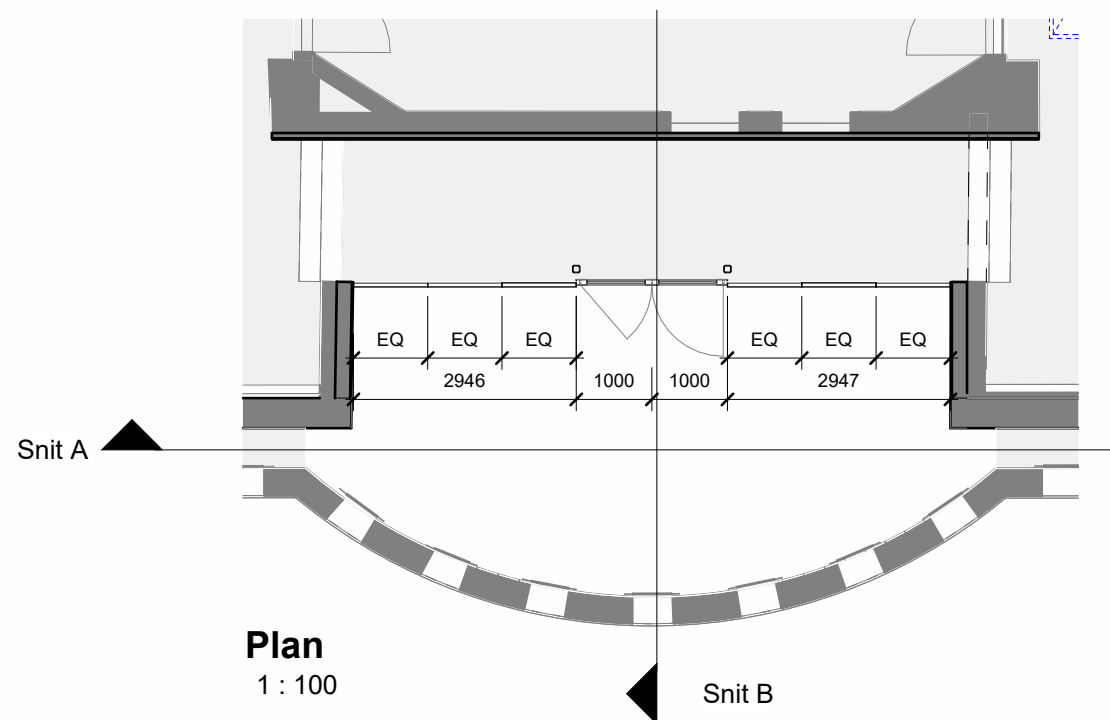 EQ EQ EQ EQ EQ EQ
2946 1000 1000 2947
Snit A
Plan
1 : 100
Snit B